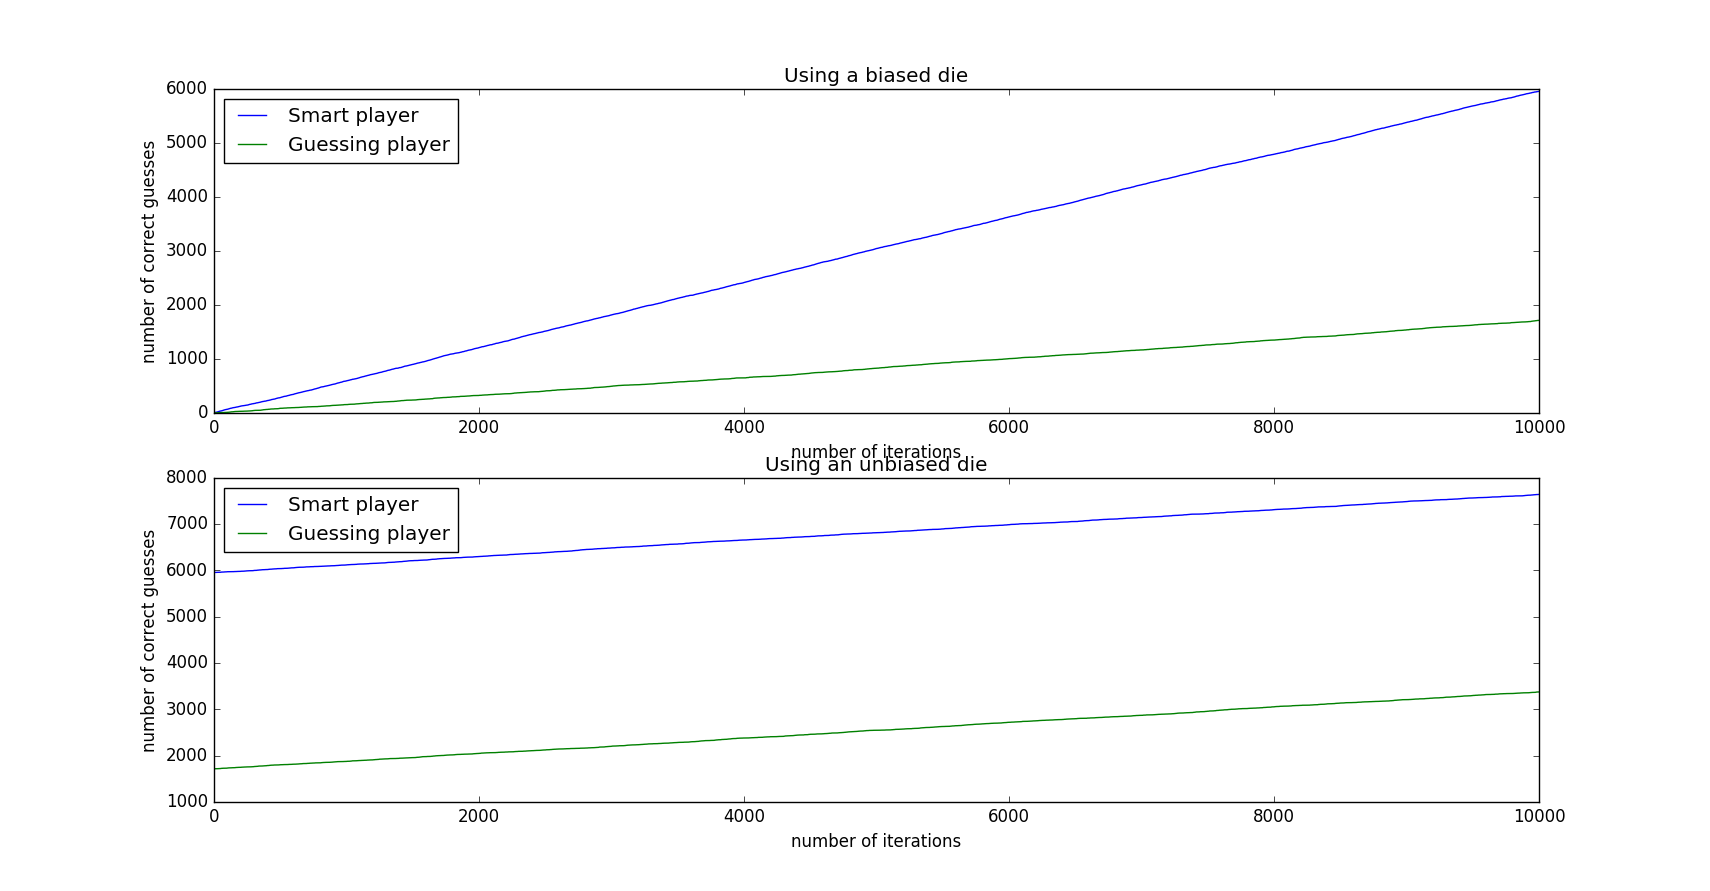 Using a biased die
6000
5000
4000
3000
2000
1000
0
number of correct guesses
Smart player
Guessing player
0 2000 4000 6000 8000 10000
number of iterations
Using an unbiased die
8000
7000
6000
5000
4000
3000
2000
1000
number of correct guesses
Smart player
Guessing player
0 2000 4000 6000 8000 10000
number of iterations